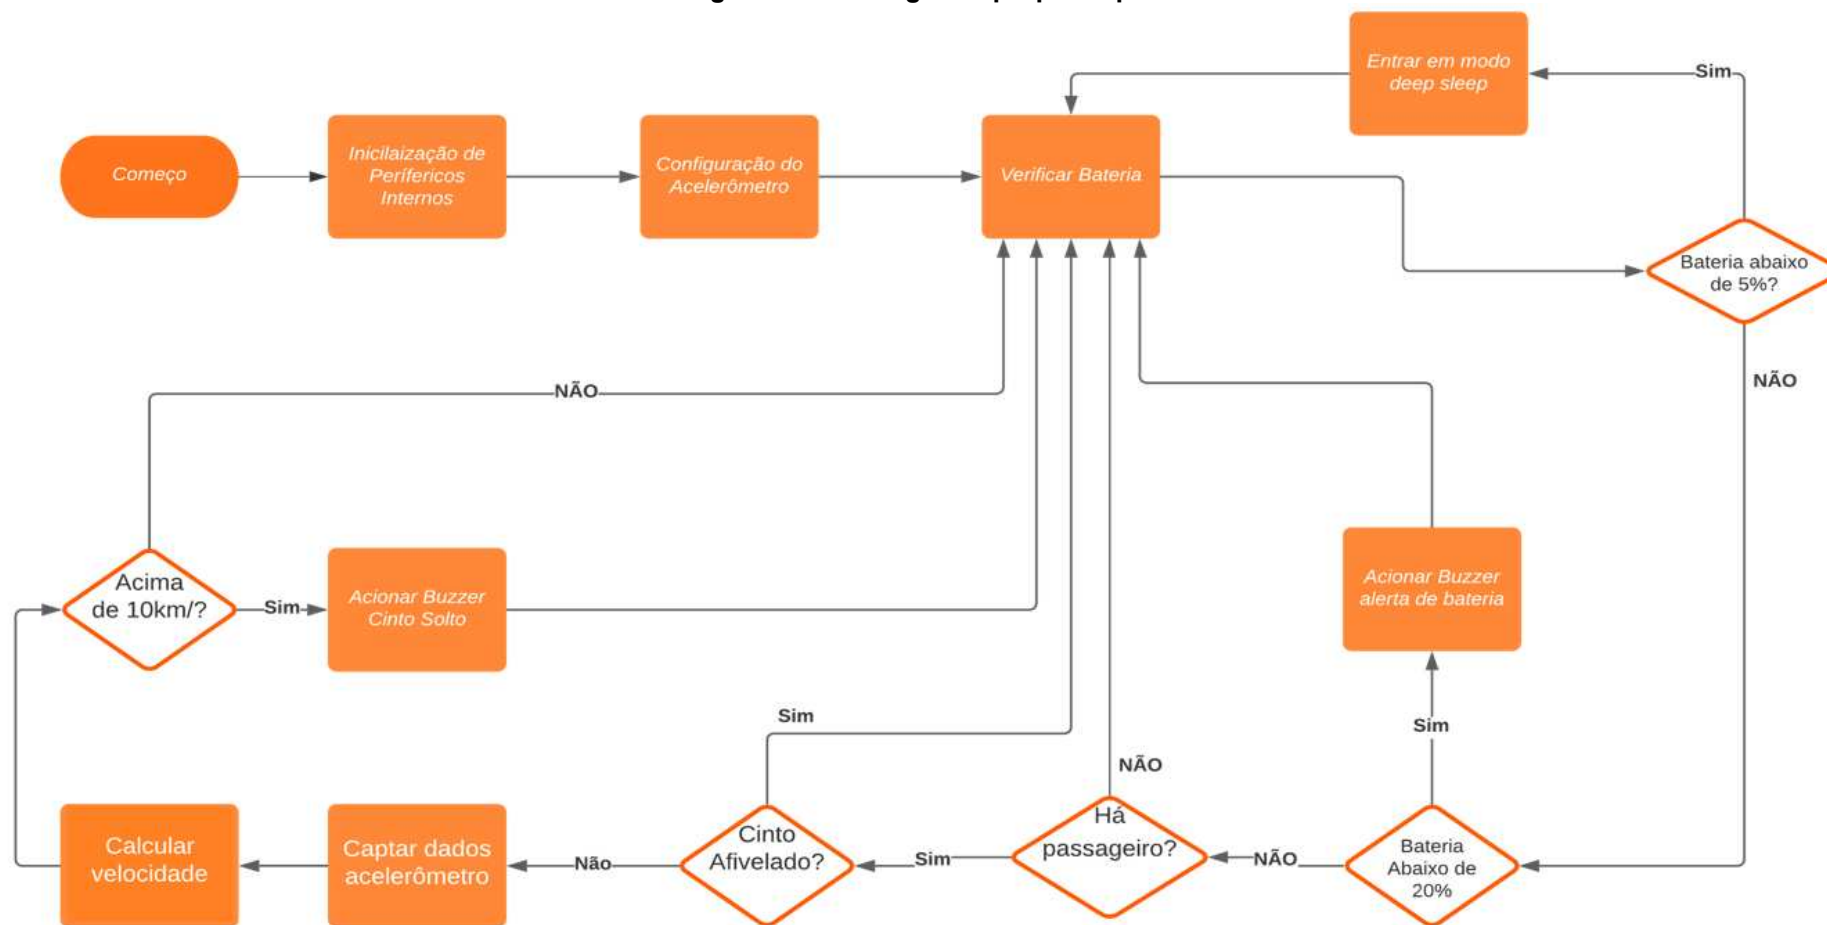 Entrar em modo
deep sleep
Sim
Começo
Inicilaização de
Perífericos
Internos
Configuração do
Acelerômetro
Verificar Bateria
Bateria abaixo
de 5%?
NÃO
NÃO
Acima
de 10km/?
Sim
Acionar Buzzer
Cinto Solto
Acionar Buzzer
alerta de bateria
Sim
Sim
NÃO
Calcular
velocidade
Captar dados
acelerômetro
Não
Cinto
Afivelado?
Sim
Há
passageiro?
NÃO
Bateria
Abaixo de
20%